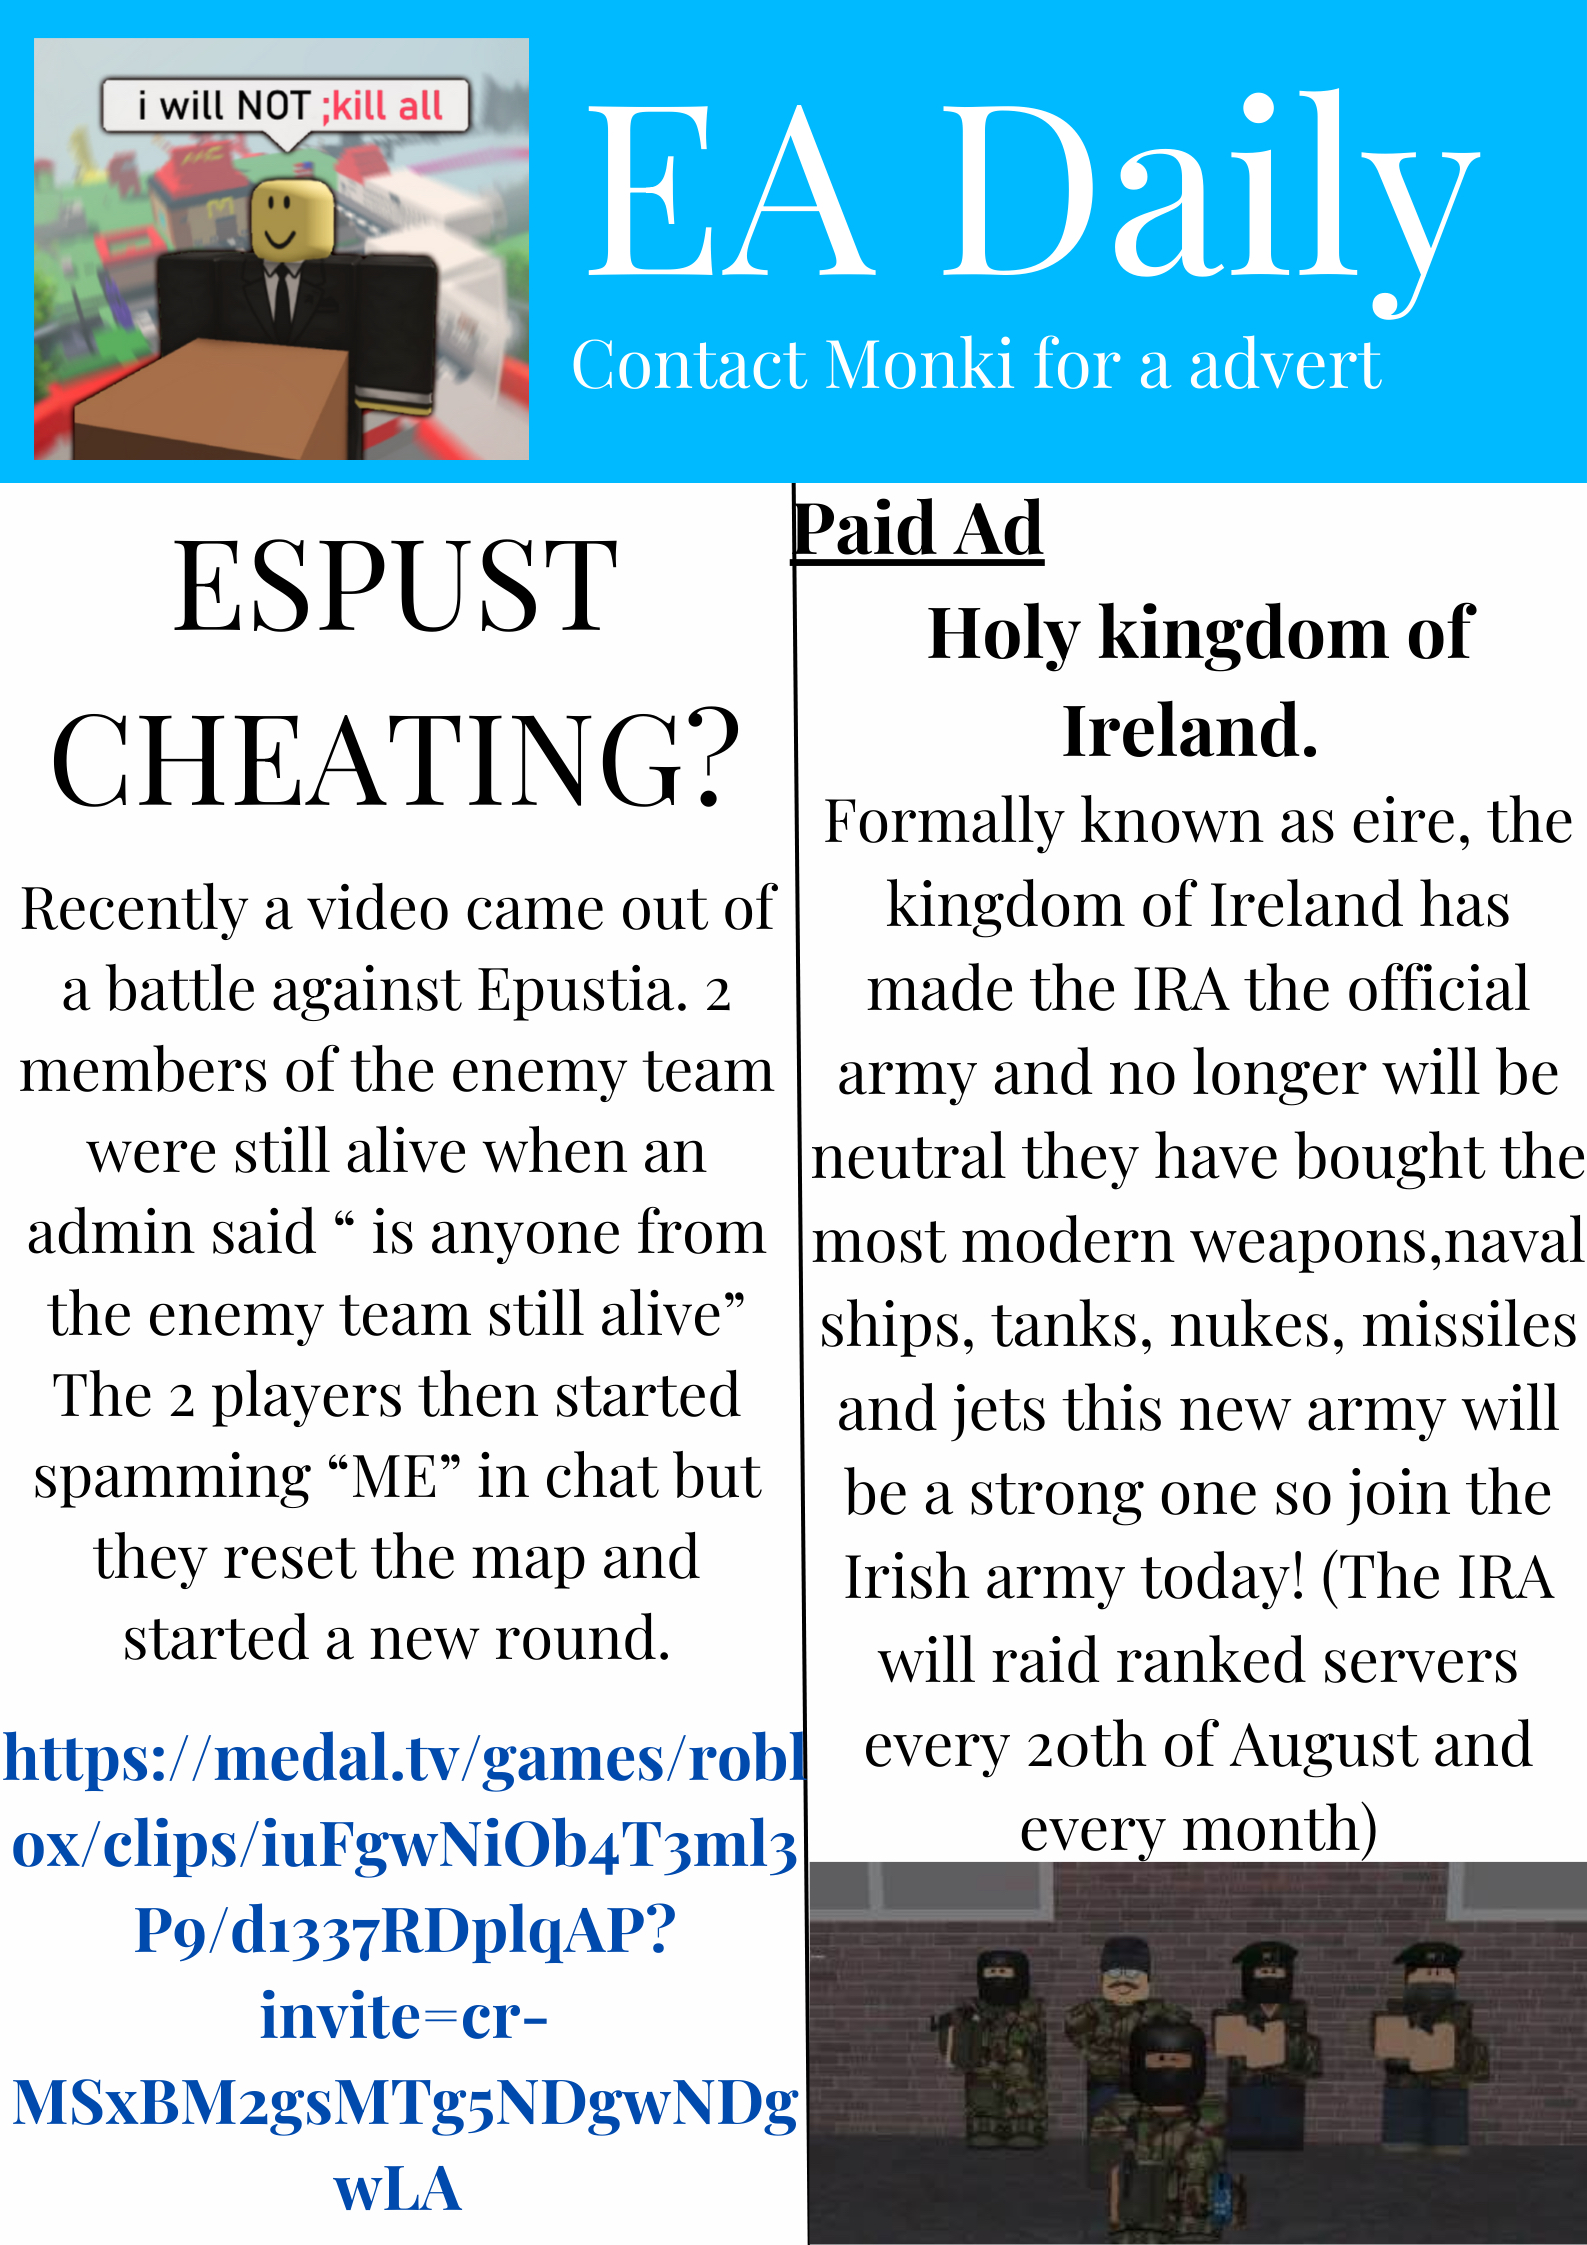 i will NOT ;kill all
EA Daily
Contact Monki for a advert
ESPUST
CHEATING?
Recently a video came out of
a battle against Epustia. 2
members of the enemy team
were still alive when an
admin said “ is anyone from
the enemy team still alive”
The 2 players then started
spamming “ME” in chat but
they reset the map and
started a new round.
https://medal.tv/games/robl
ox/clips/iuFgwNiOb4T3ml3
P9/d1337RDplqAP?
invite=cr-
MSxBM2gsMTg5NDgwNDg
wLA
Paid Ad
Holy kingdom of
Ireland.
Formally known as eire, the
kingdom of Ireland has
made the IRA the official
army and no longer will be
neutral they have bought the
most modern weapons,naval
ships, tanks, nukes, missiles
and jets this new army will
be a strong one so join the
Irish army today! (The IRA
will raid ranked servers
every 20th of August and
every month)